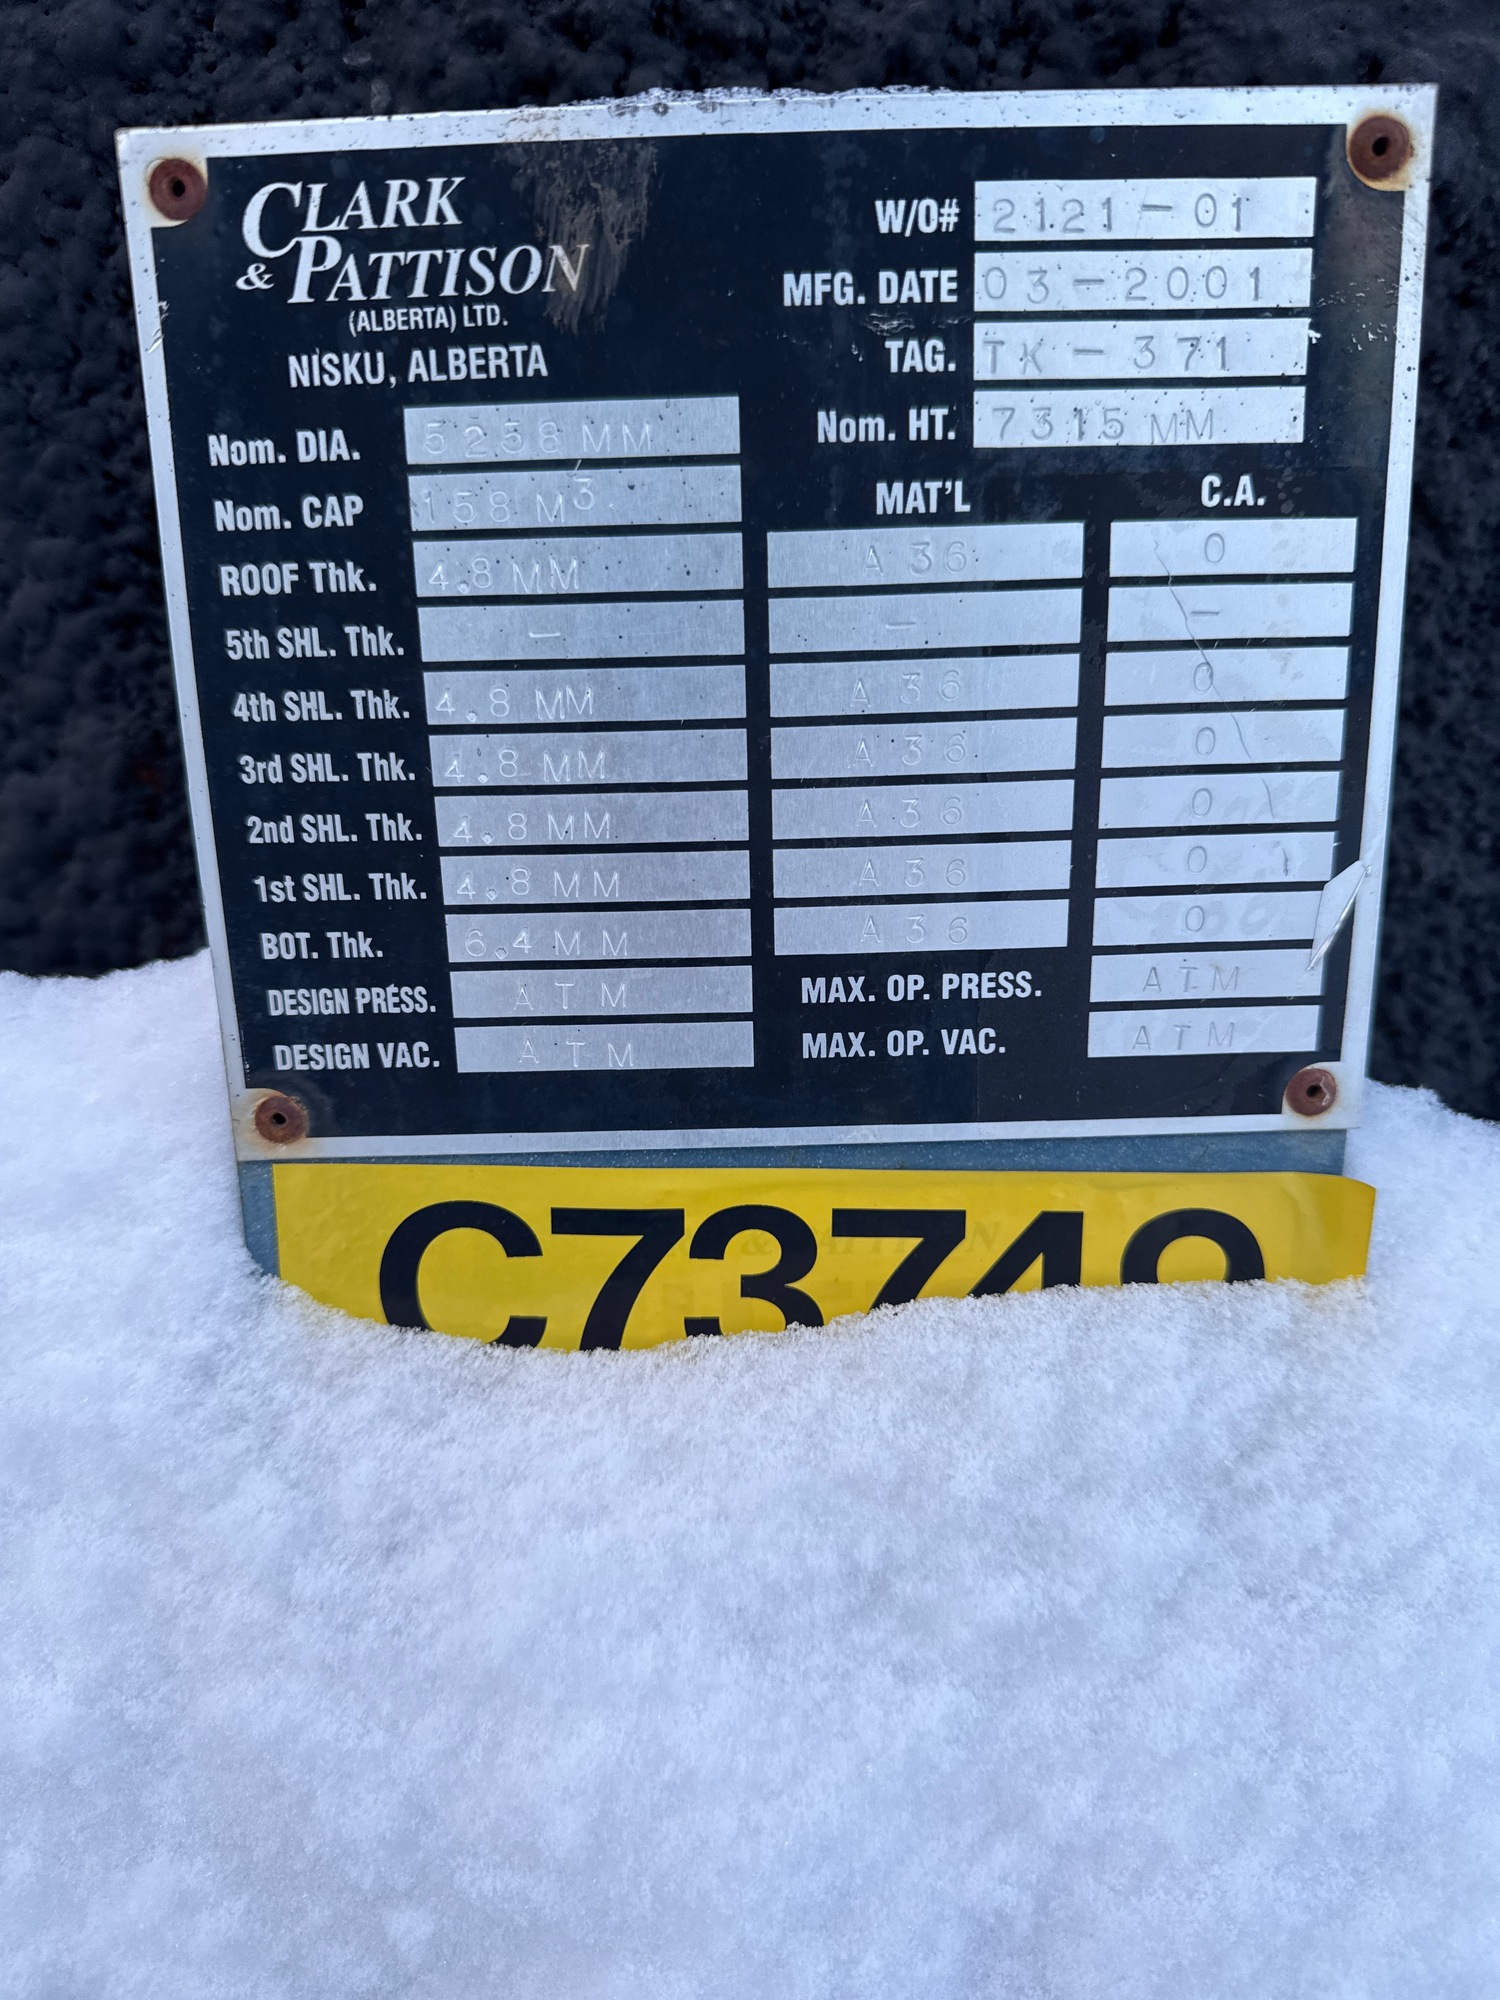 CLARK
& PATTISON
(ALBERTA) LTD.
NISKU, ALBERTA
W/O# 2121-01
MFG. DATE 03-2001
TAG. TK-371
Nom. HT. 7315 MM
Nom. DIA. 5258 MM
Nom. CAP 158 M³
MAT'L C.A.
ROOF Thk. 4.8 MM A 36 0
5th SHL. Thk. - - -
4th SHL. Thk. 4.8 MM A 36 0
3rd SHL. Thk. 4.8 MM A 36 0
2nd SHL. Thk. 4.8 MM A 36 0
1st SHL. Thk. 4.8 MM A 36 0
BOT. Thk. 6.4 MM A 36 0
DESIGN PRESS. ATM MAX. OP. PRESS. ATM
DESIGN VAC. ATM MAX. OP. VAC. ATM